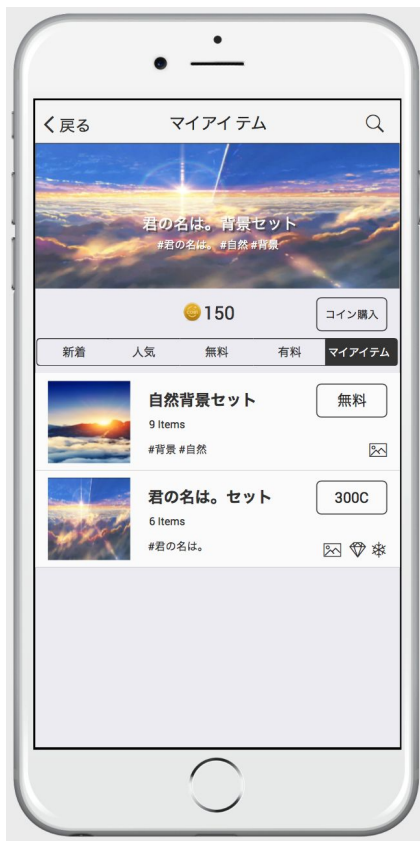 戻る
マイアイテム
君の名は。背景セット
#君の名は。 #自然 #背景
150
コイン購入
新着
人気
無料
有料
マイアイテム
自然背景セット
無料
9 Items
#背景 #自然
君の名は。セット
300C
6 Items
#君の名は。